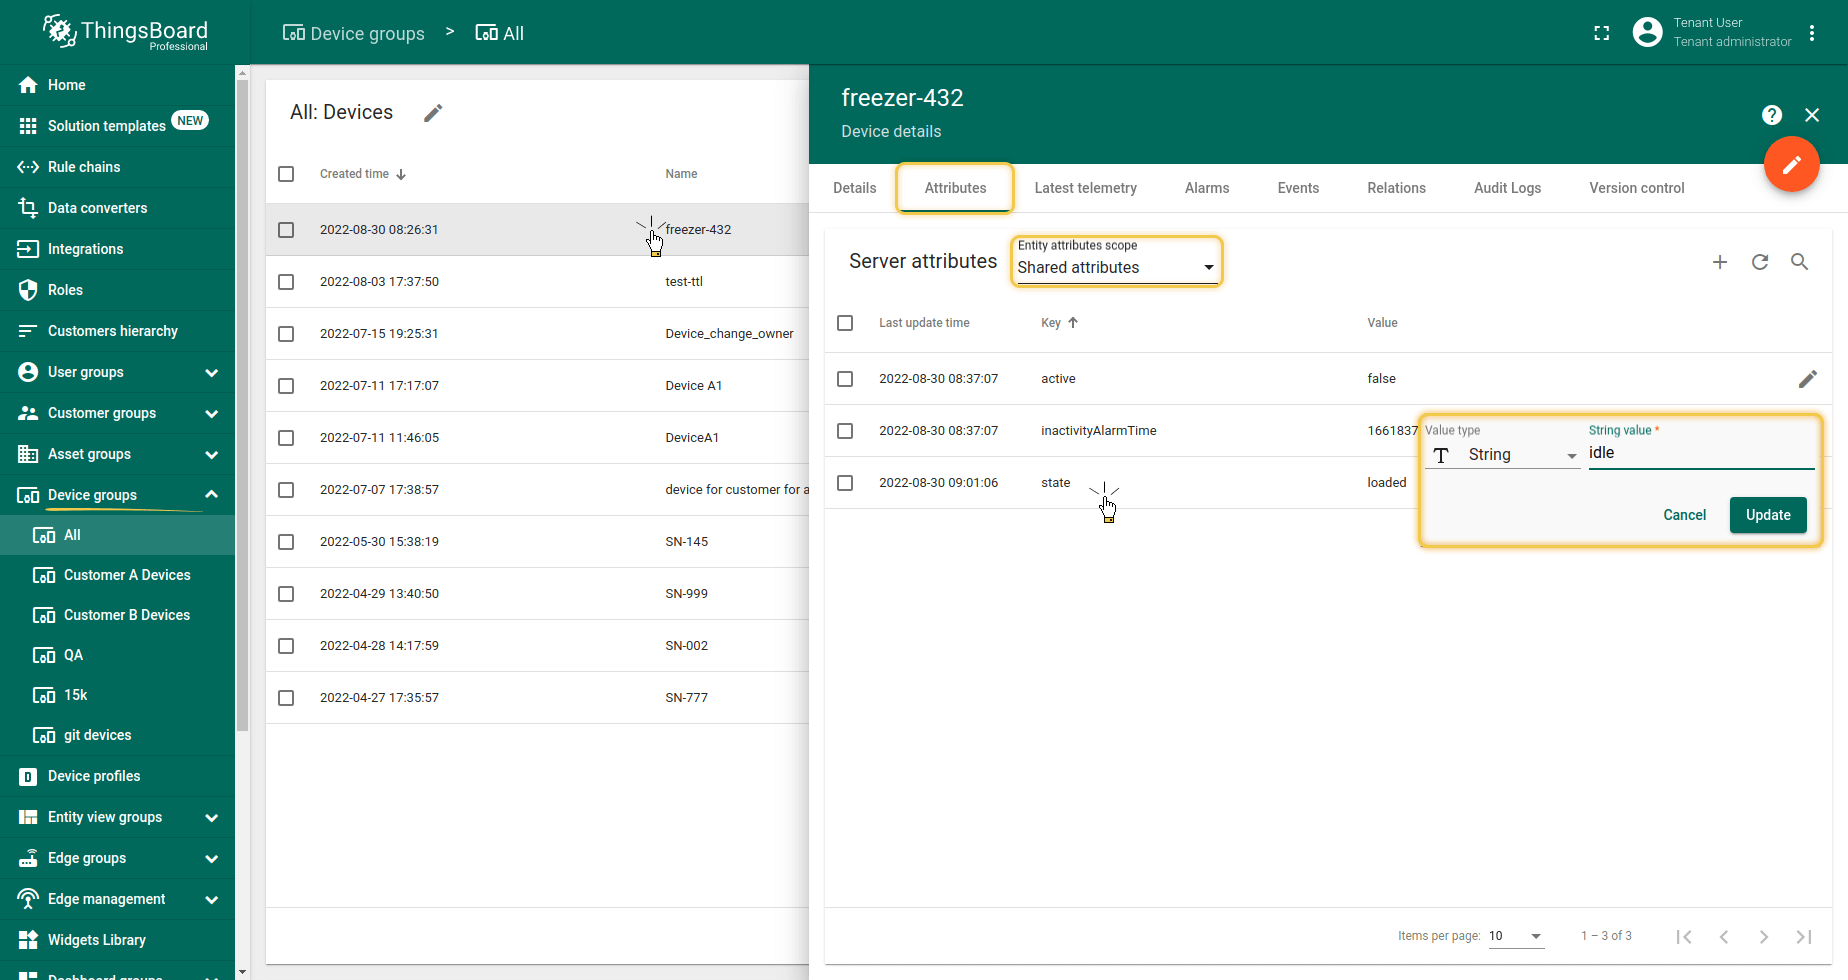 ThingsBoard
Professional
Device groups > All
Tenant User
Tenant administrator
Home
Solution templates NEW
Rule chains
Data converters
Integrations
Roles
Customers hierarchy
User groups
Customer groups
Asset groups
Device groups
All
Customer A Devices
Customer B Devices
QA
15k
git devices
Device profiles
Entity view groups
Edge groups
Edge management
Widgets Library
Dashboard groups
All: Devices
Created time Name
2022-08-30 08:26:31 freezer-432
2022-08-03 17:37:50 test-ttl
2022-07-15 19:25:31 Device_change_owner
2022-07-11 17:17:07 Device A1
2022-07-11 11:46:05 DeviceA1
2022-07-07 17:38:57 device for customer for a
2022-05-30 15:38:19 SN-145
2022-04-29 13:40:50 SN-999
2022-04-28 14:17:59 SN-002
2022-04-27 17:35:57 SN-777
freezer-432
Device details
Details Attributes Latest telemetry Alarms Events Relations Audit Logs Version control
Entity attributes scope
Server attributes Shared attributes
Last update time Key Value
2022-08-30 08:37:07 active false
2022-08-30 08:37:07 inactivityAlarmTime 1661837
2022-08-30 09:01:06 state loaded
Value type String value *
String idle
Cancel Update
Items per page: 10 1 – 3 of 3